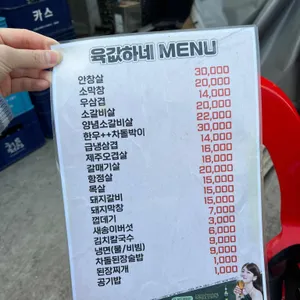 카스
육값하네 MENU
안창살 30,000
소막창 20,000
우삼겹 14,000
소갈비살 20,000
양념소갈비살 22,000
한우++차돌박이 30,000
급냉삼겹 14,000
제주오겹살 16,000
갈매기살 18,000
항정살 20,000
목살 15,000
돼지갈비 15,000
돼지막창 15,000
껍데기 7,000
새송이버섯 3,000
김치칼국수 6,000
냉면(물/비빔) 9,000
차돌된장술밥 9,000
된장찌개 1,000
공기밥 1,000